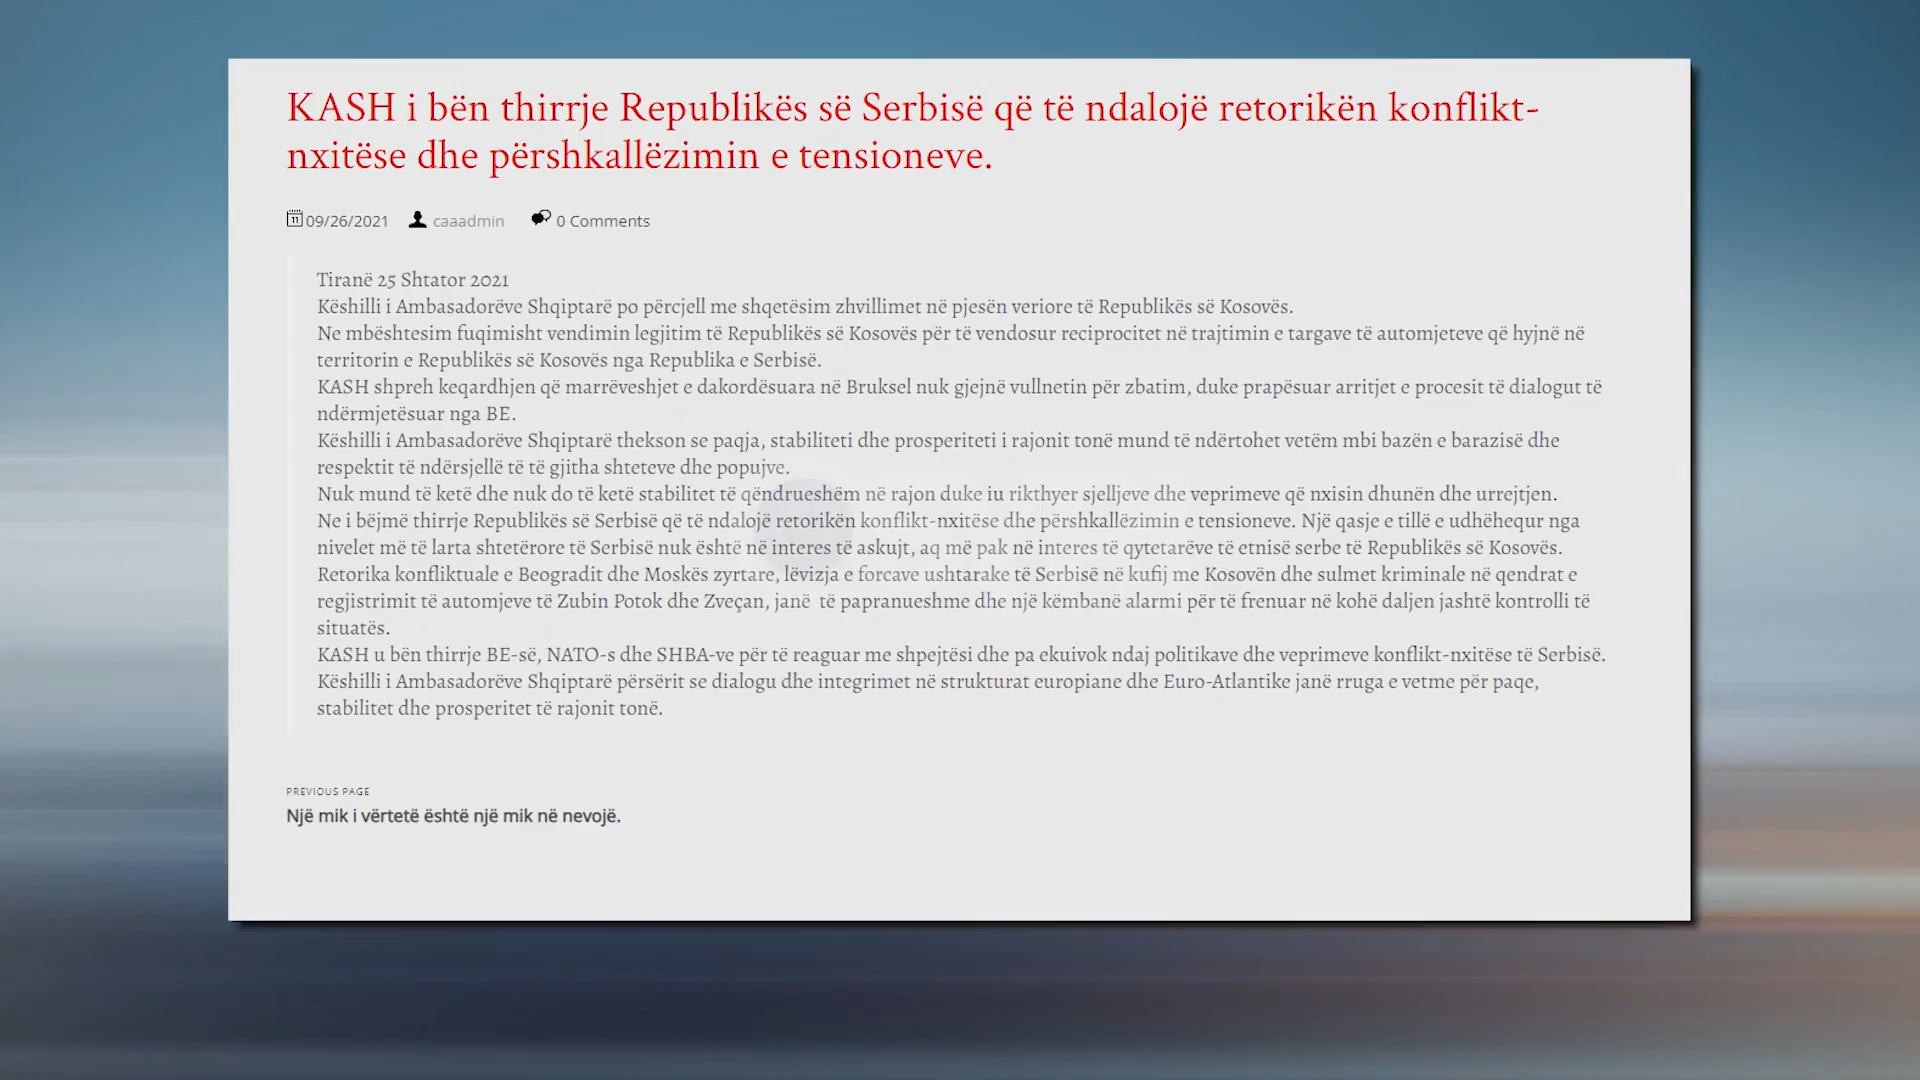 KASH i bën thirrje Republikës së Serbisë që të ndalojë retorikën konflikt-
nxitëse dhe përshkallëzimin e tensioneve.
11 09/26/2021 caaadmin 0 Comments
Tiranë 25 Shtator 2021
Këshilli i Ambasadorëve Shqiptarë po përcjell me shqetësim zhvillimet në pjesën veriore të Republikës së Kosovës.
Ne mbështesim fuqimisht vendimin legjitim të Republikës së Kosovës për të vendosur reciprocitet në trajtimin e targave të automjeteve që hyjnë në
territorin e Republikës së Kosovës nga Republika e Serbisë.
KASH shpreh keqardhjen që marrëveshjet e dakordësuara në Bruksel nuk gjejnë vullnetin për zbatim, duke prapësuar arritjet e procesit të dialogut të
ndërmjetësuar nga BE.
Këshilli i Ambasadorëve Shqiptarë thekson se paqja, stabiliteti dhe prosperiteti i rajonit tonë mund të ndërtohet vetëm mbi bazën e barazisë dhe
respektit të ndërsjellë të të gjitha shteteve dhe popujve.
Nuk mund të ketë dhe nuk do të ketë stabilitet të qëndrueshëm në rajon duke iu rikthyer sjelljeve dhe veprimeve që nxisin dhunën dhe urrejtjen.
Ne i bëjmë thirrje Republikës së Serbisë që të ndalojë retorikën konflikt-nxitëse dhe përshkallëzimin e tensioneve. Një qasje e tillë e udhëhequr nga
nivelet më të larta shtetërore të Serbisë nuk është në interes të askujt, aq më pak në interes të qytetarëve të etnisë serbe të Republikës së Kosovës.
Retorika konfliktuale e Beogradit dhe Moskës zyrtare, lëvizja e forcave ushtarake të Serbisë në kufij me Kosovën dhe sulmet kriminale në qendrat e
regjistrimit të automjeve të Zubin Potok dhe Zveçan, janë të papranueshme dhe një këmbanë alarmi për të frenuar në kohë daljen jashtë kontrolli të
situatës.
KASH u bën thirrje BE-së, NATO-s dhe SHBA-ve për të reaguar me shpejtësi dhe pa ekuivok ndaj politikave dhe veprimeve konflikt-nxitëse të Serbisë.
Këshilli i Ambasadorëve Shqiptarë përsërit se dialogu dhe integrimet në strukturat europiane dhe Euro-Atlantike janë rruga e vetme për paqe,
stabilitet dhe prosperitet të rajonit tonë.
PREVIOUS PAGE
Një mik i vërtetë është një mik në nevojë.